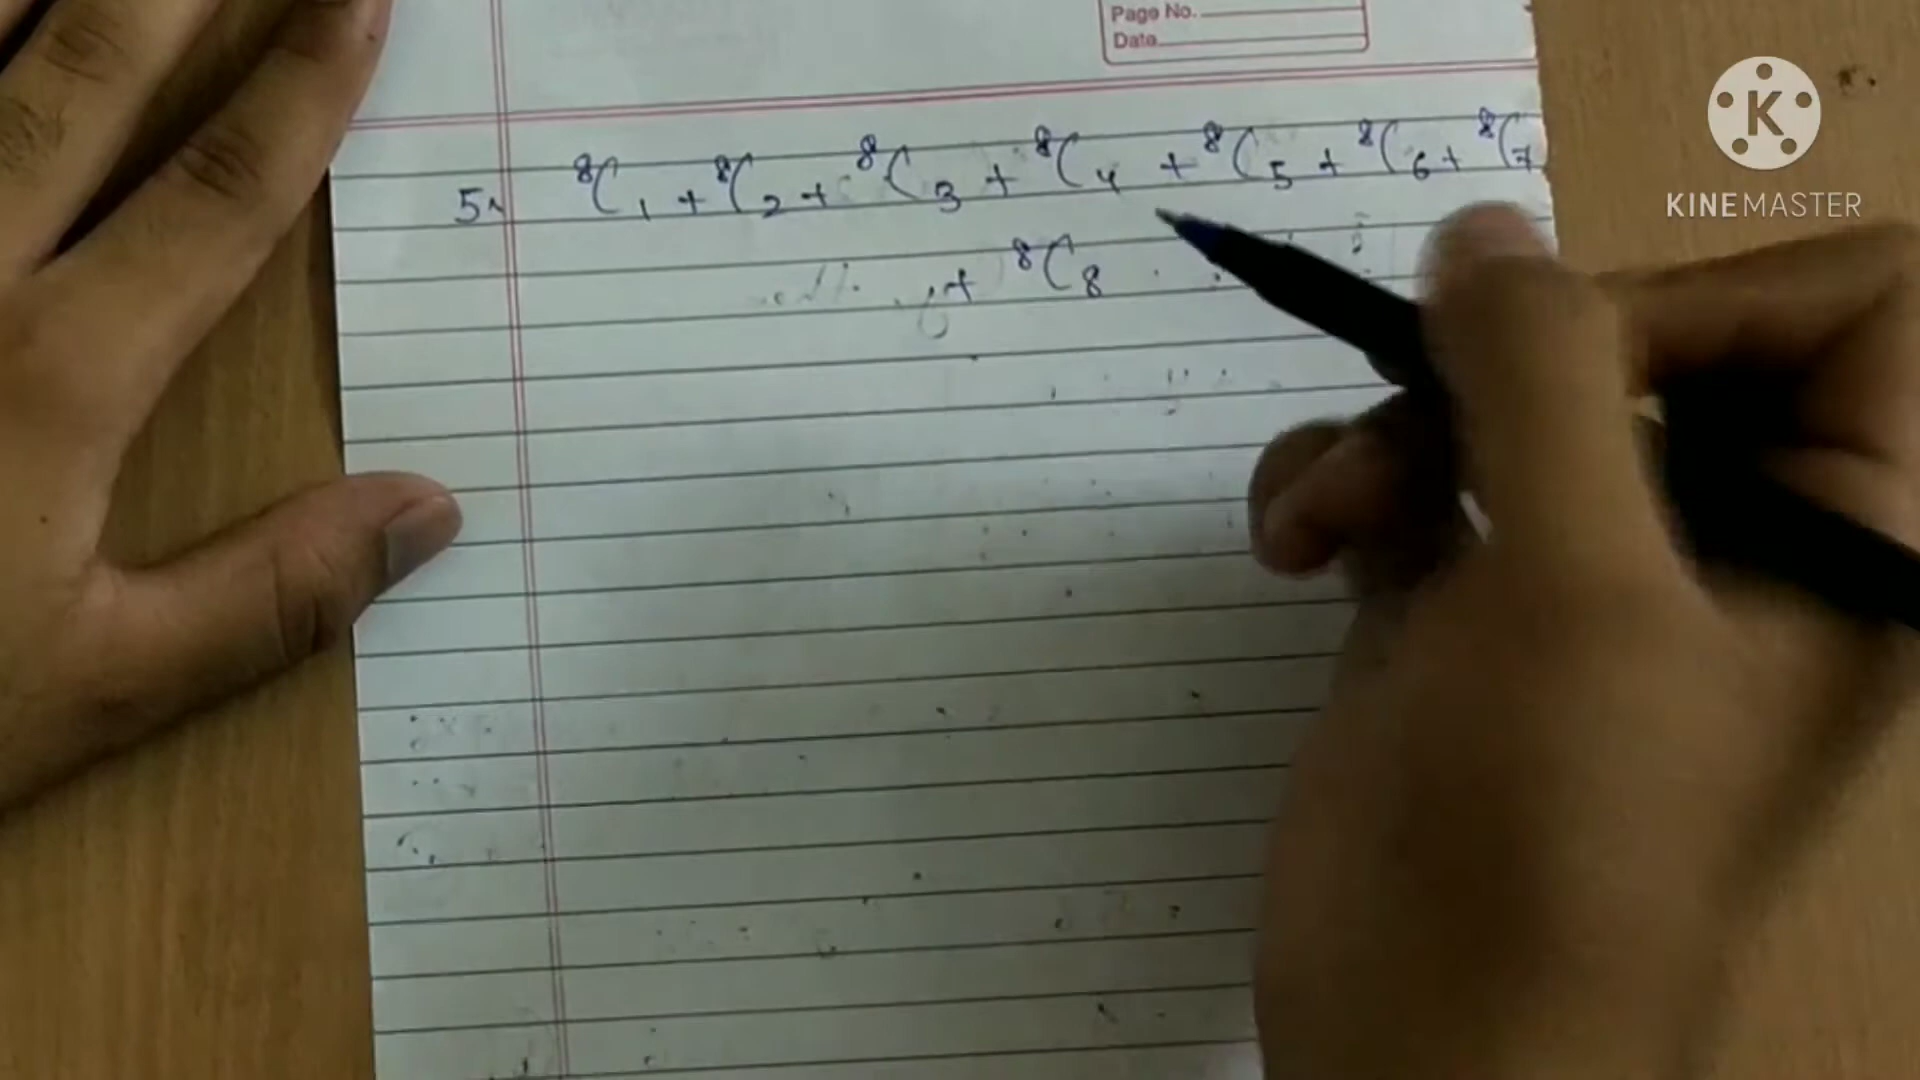 Page No.
Date
5. ⁸C₁ + ⁸C₂ + ⁸C₃ + ⁸C₄ + ⁸C₅ + ⁸C₆ + ⁸C₇
+ ⁸C₈
K
KINEMASTER